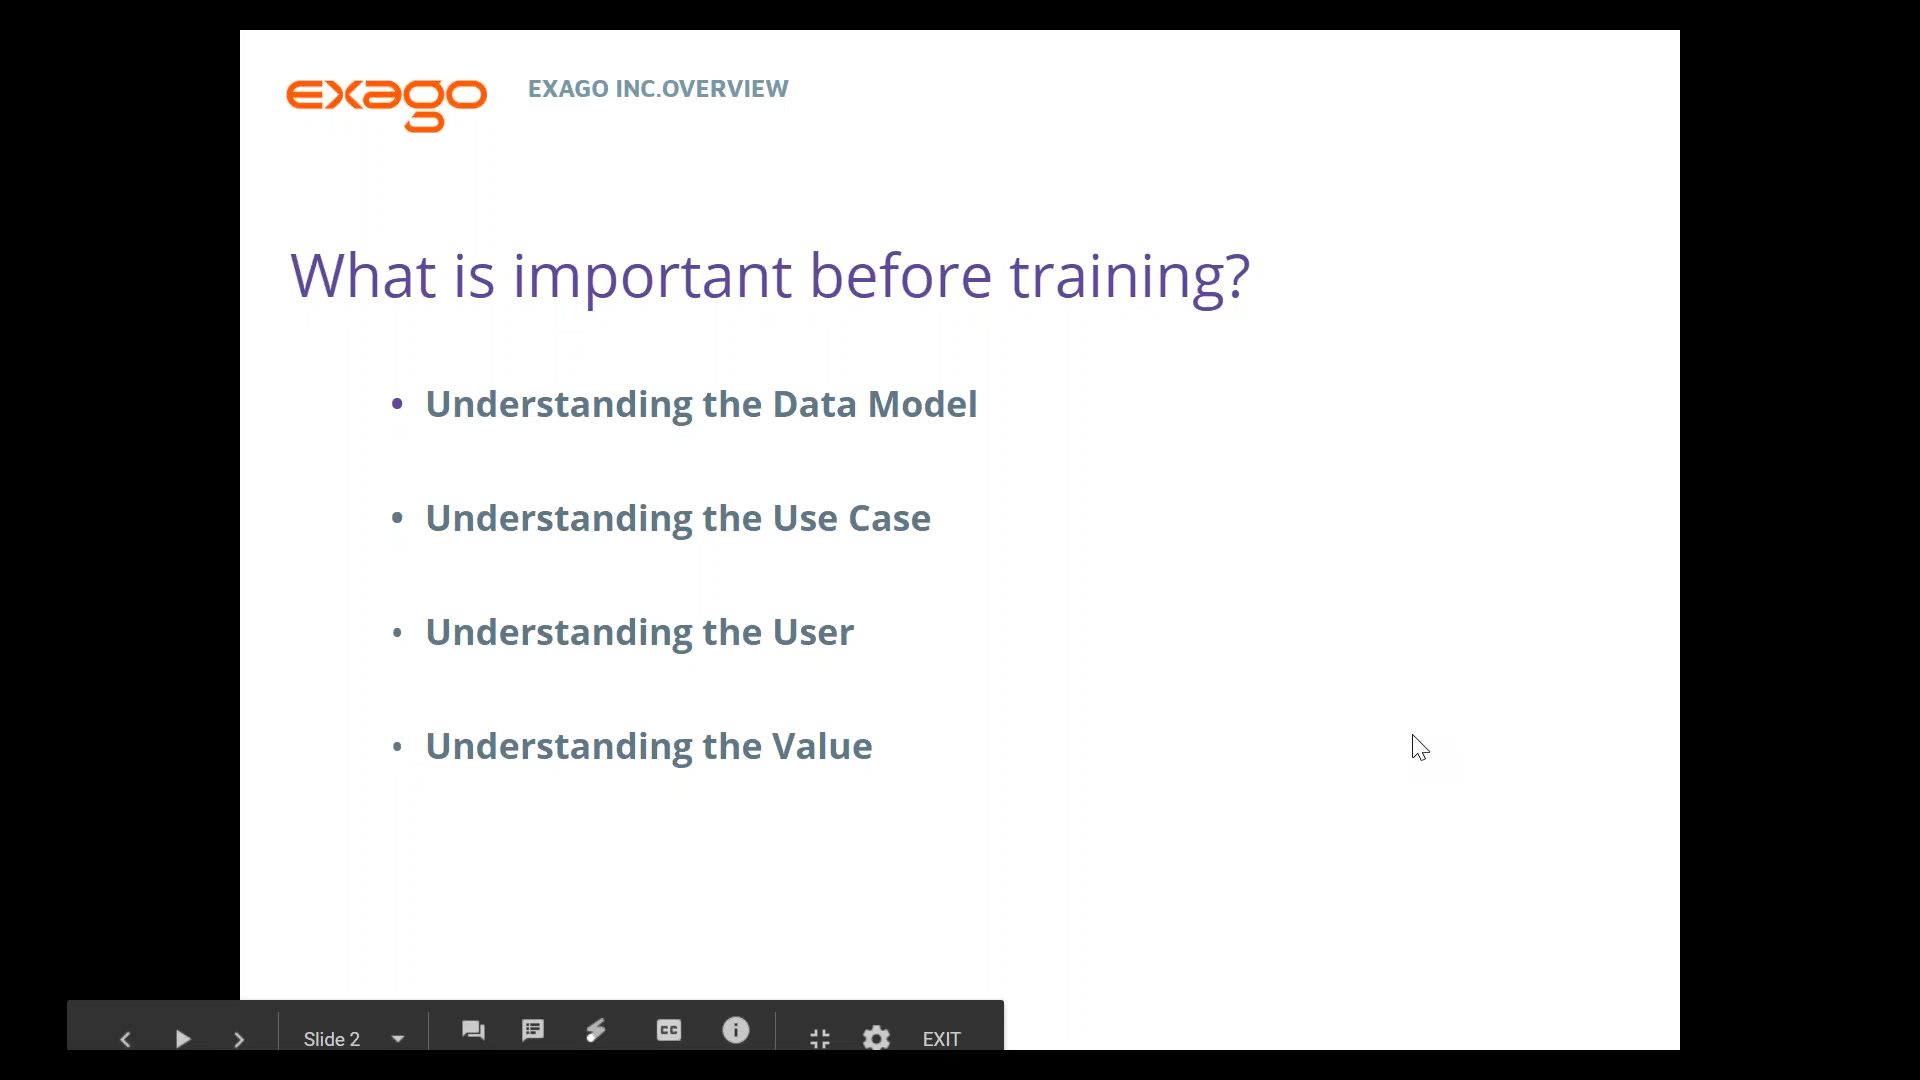 exago
EXAGO INC.OVERVIEW
What is important before training?
• Understanding the Data Model
• Understanding the Use Case
• Understanding the User
• Understanding the Value
Slide 2
CC
EXIT